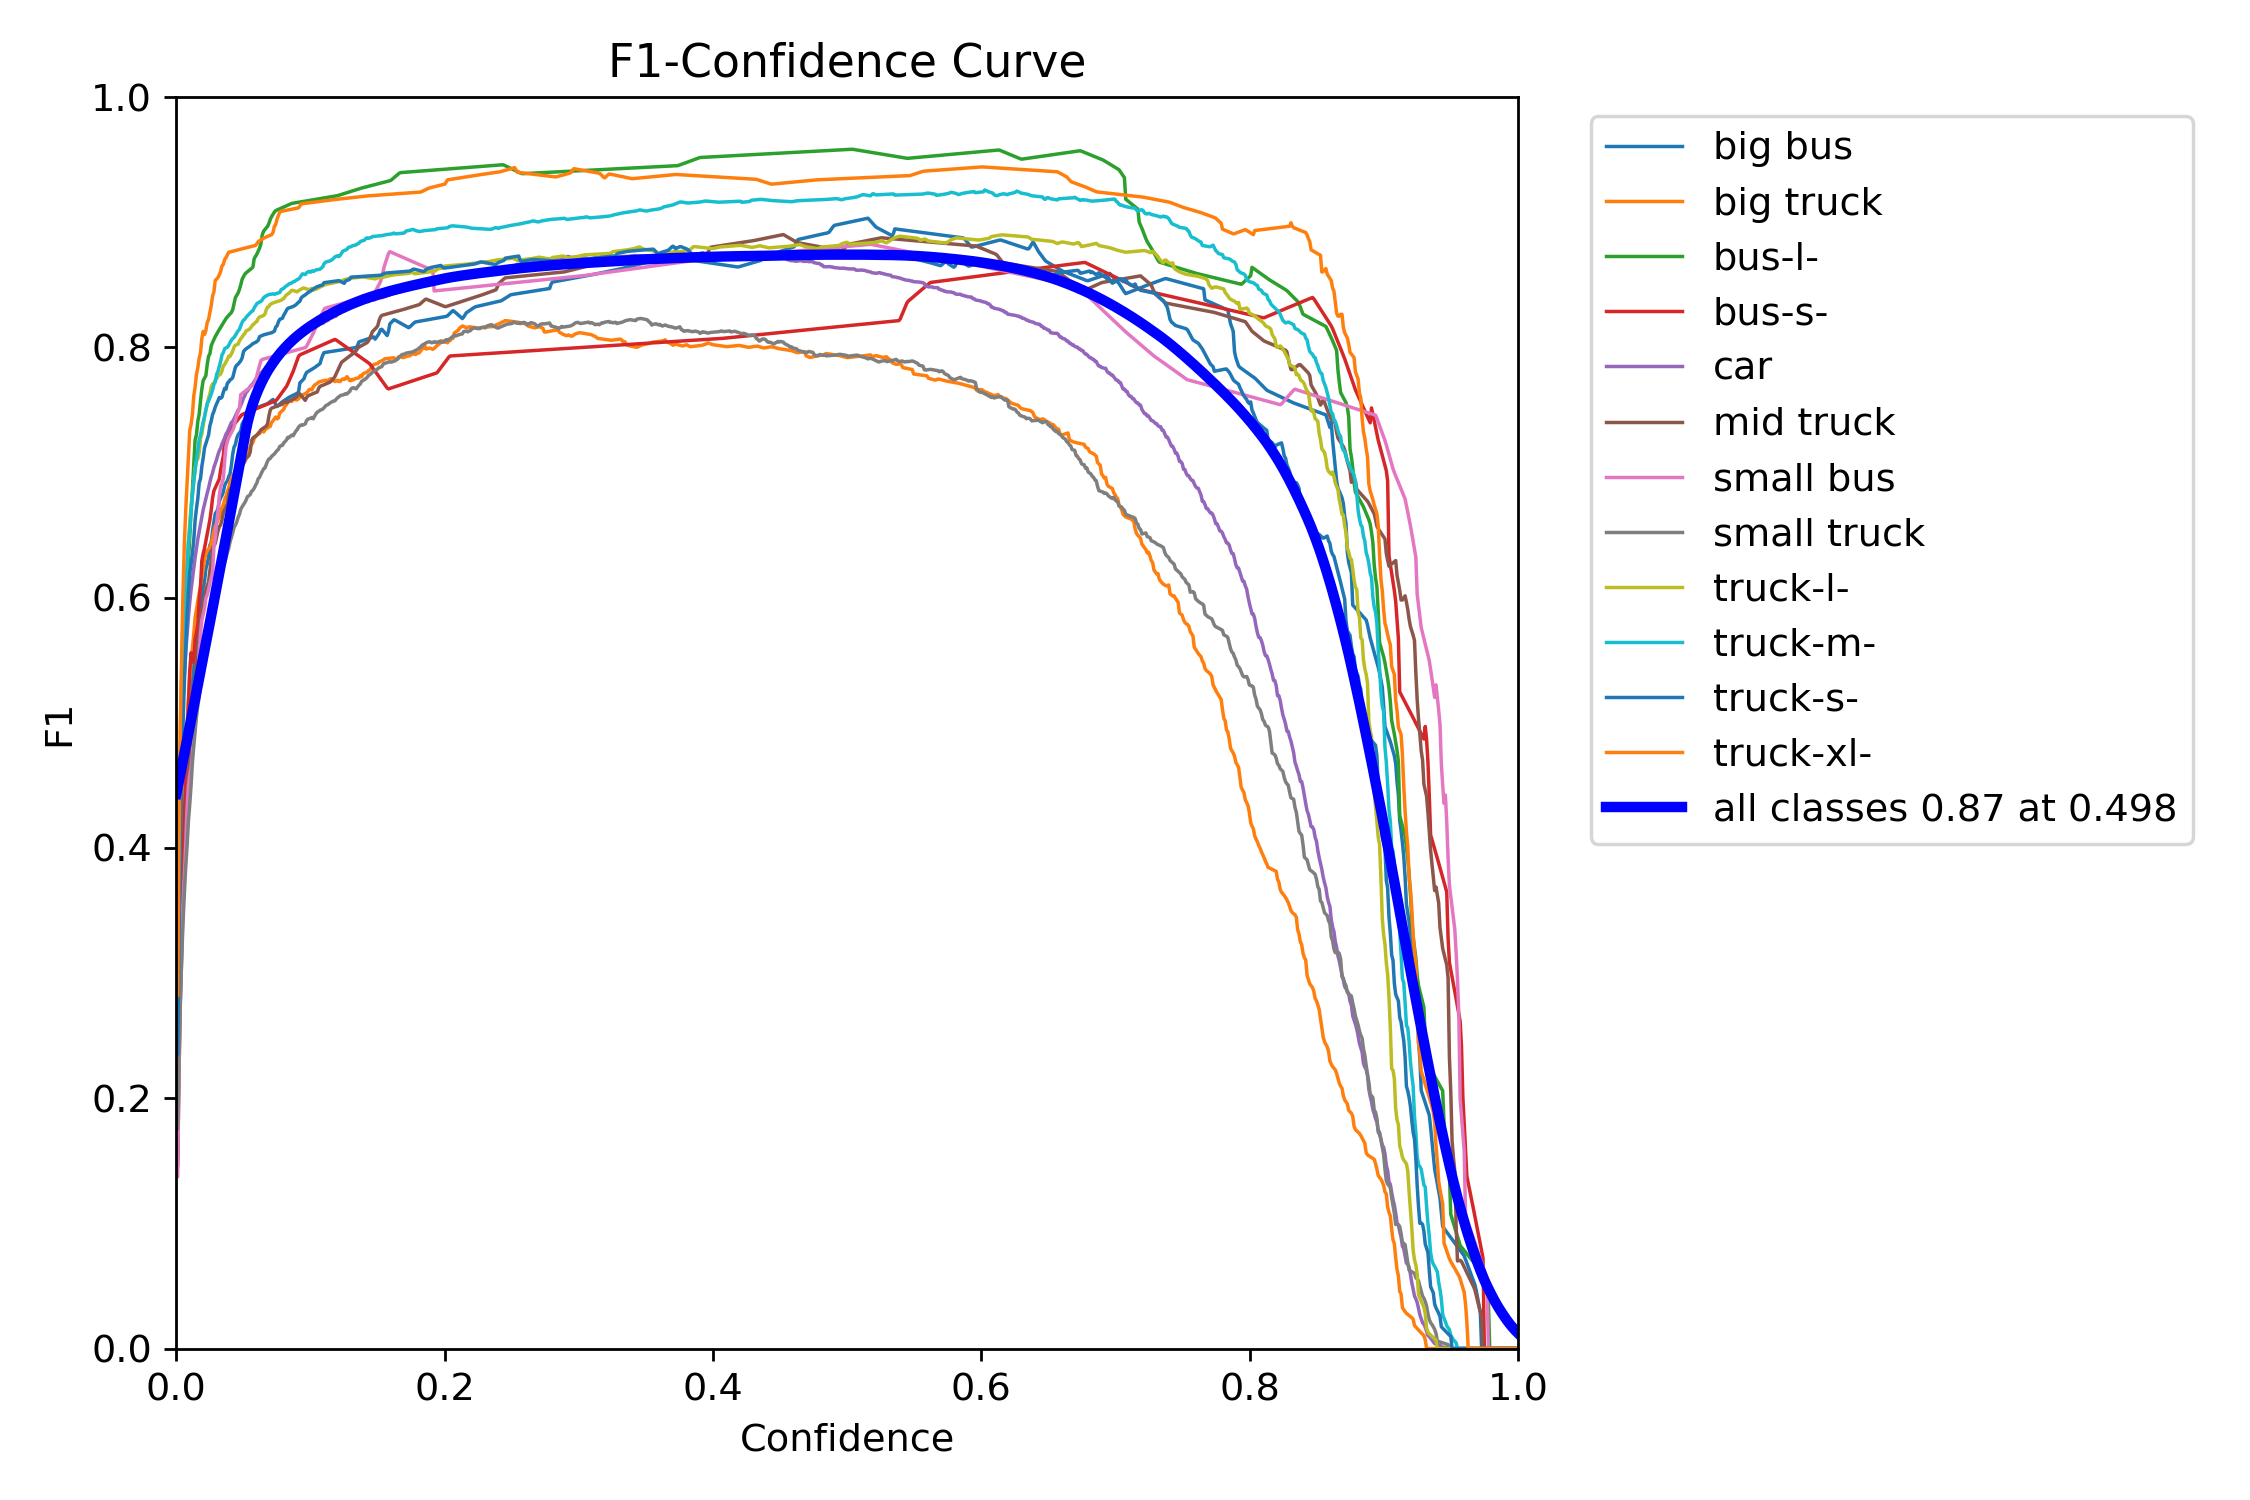 F1-Confidence Curve
1.0
0.8
0.6
0.4
0.2
0.0
F1
0.0 0.2 0.4 0.6 0.8 1.0
Confidence
big bus
big truck
bus-l-
bus-s-
car
mid truck
small bus
small truck
truck-l-
truck-m-
truck-s-
truck-xl-
all classes 0.87 at 0.498